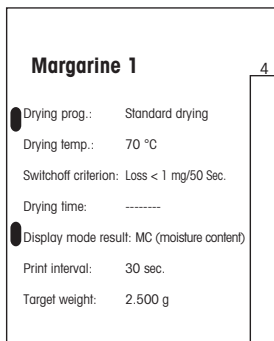 Margarine 1
4
Drying prog.: Standard drying
Drying temp.: 70 °C
Switchoff criterion: Loss < 1 mg/50 Sec.
Drying time: --------
Display mode result: MC (moisture content)
Print interval: 30 sec.
Target weight: 2.500 g